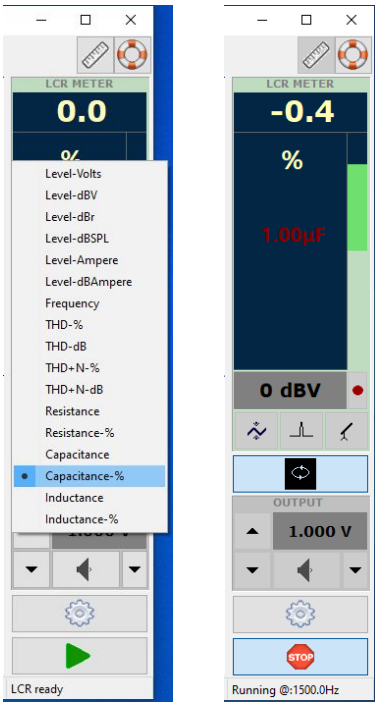 LCR METER
0.0
%
Level-Volts
Level-dBV
Level-dBr
Level-dBSPL
Level-Ampere
Level-dBAmpere
Frequency
THD-%
THD-dB
THD+N-%
THD+N-dB
Resistance
Resistance-%
Capacitance
Capacitance-%
Inductance
Inductance-%
LCR ready
LCR METER
-0.4
%
1.00µF
0 dBV
OUTPUT
1.000 V
STOP
Running @:1500.0Hz